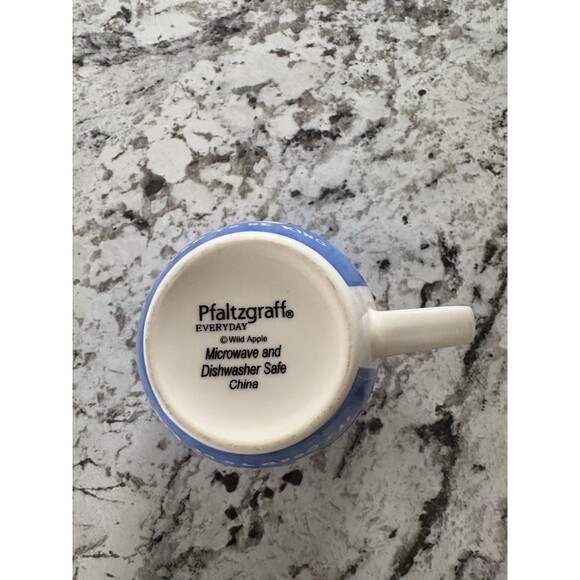 Pfaltzgraff®
EVERYDAY
© Wild Apple
Microwave and
Dishwasher Safe
China